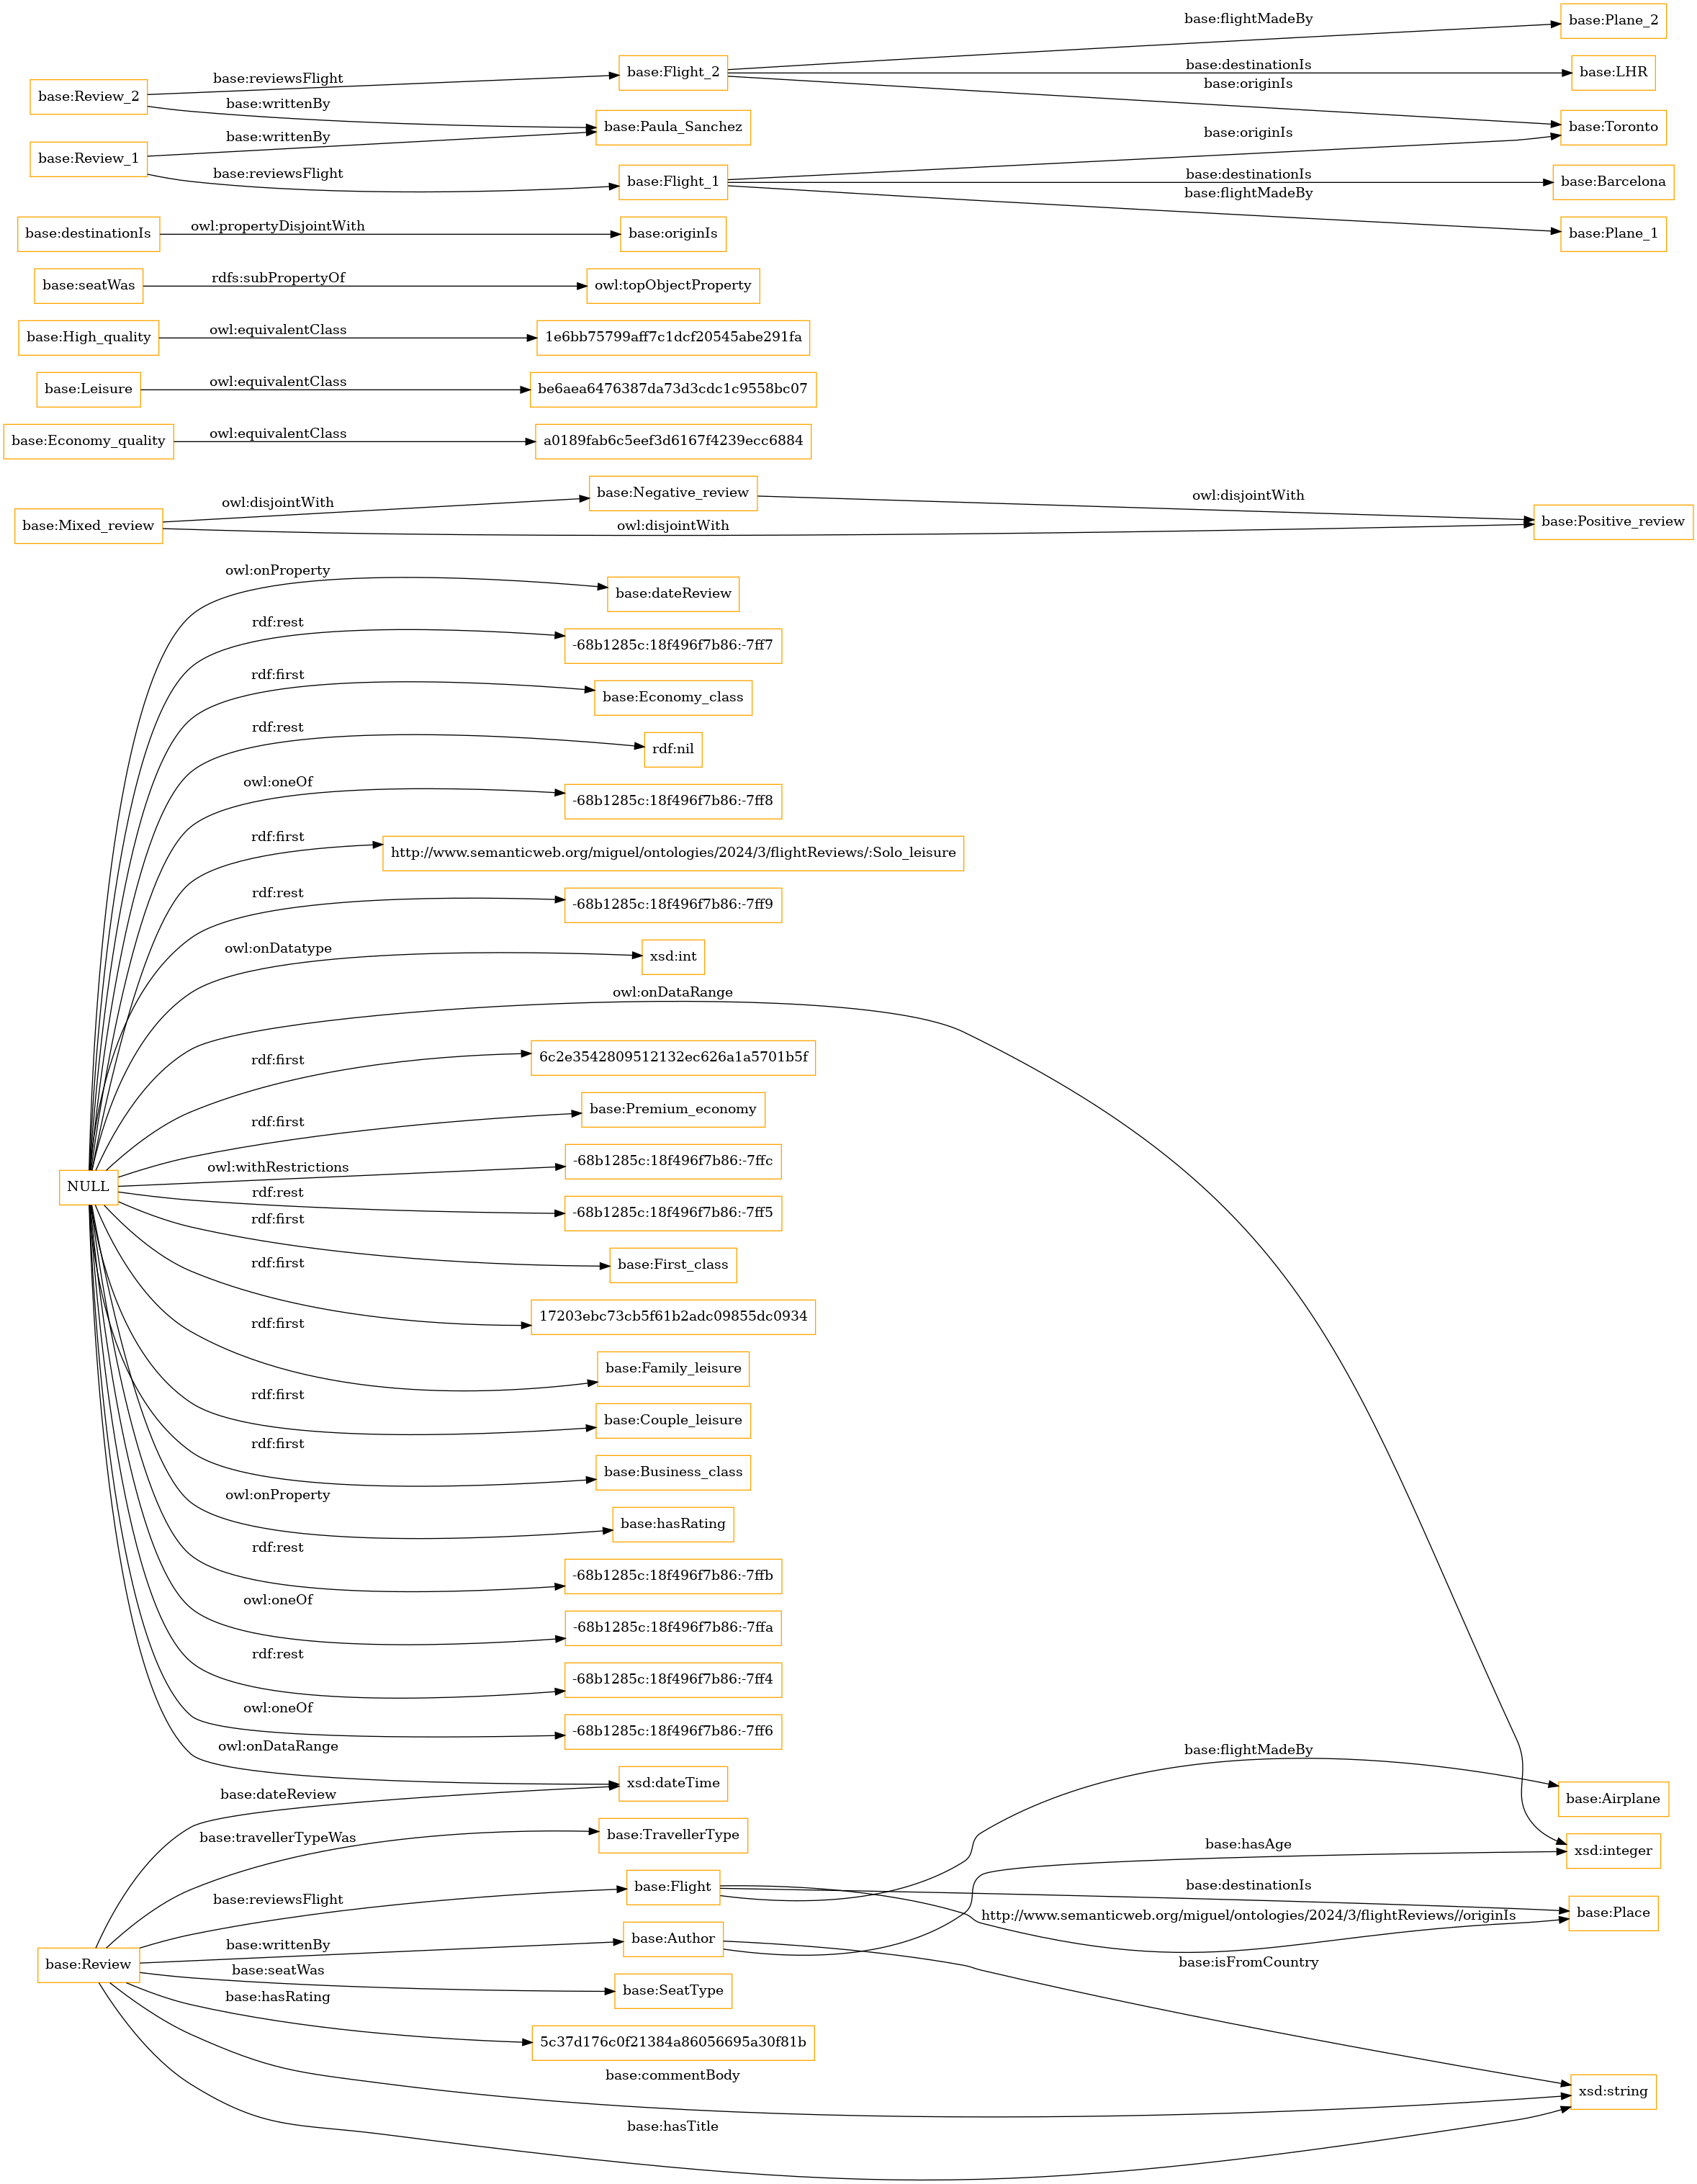 base:flightMadeBy
base:Plane_2
base:Flight_2
base:destinationIs
base:LHR
base:reviewsFlight
base:originIs
base:Review_2
base:writtenBy
base:Paula_Sanchez
base:Toronto
base:writtenBy
base:originIs
base:Review_1
base:reviewsFlight
base:Flight_1
base:destinationIs
base:Barcelona
base:flightMadeBy
base:destinationIs
owl:propertyDisjointWith
base:originIs
base:Plane_1
base:seatWas
rdfs:subPropertyOf
owl:topObjectProperty
base:High_quality
owl:equivalentClass
1e6bb75799aff7c1dcf20545abe291fa
base:Leisure
owl:equivalentClass
be6aea6476387da73d3cdc1c9558bc07
base:Economy_quality
owl:equivalentClass
a0189fab6c5eef3d6167f4239ecc6884
base:Negative_review
owl:disjointWith
owl:disjointWith
base:Mixed_review
owl:disjointWith
base:Positive_review
owl:onProperty
base:dateReview
rdf:rest
-68b1285c:18f496f7b86:-7ff7
rdf:first
base:Economy_class
rdf:rest
rdf:nil
owl:oneOf
-68b1285c:18f496f7b86:-7ff8
rdf:first
http://www.semanticweb.org/miguel/ontologies/2024/3/flightReviews/:Solo_leisure
rdf:rest
-68b1285c:18f496f7b86:-7ff9
owl:onDatatype
xsd:int
owl:onDataRange
rdf:first
6c2e3542809512132ec626a1a5701b5f
rdf:first
base:Premium_economy
owl:withRestrictions
-68b1285c:18f496f7b86:-7ffc
NULL
rdf:rest
-68b1285c:18f496f7b86:-7ff5
rdf:first
base:First_class
rdf:first
17203ebc73cb5f61b2adc09855dc0934
rdf:first
base:Family_leisure
rdf:first
base:Couple_leisure
rdf:first
base:Business_class
owl:onProperty
base:hasRating
rdf:rest
-68b1285c:18f496f7b86:-7ffb
owl:oneOf
-68b1285c:18f496f7b86:-7ffa
rdf:rest
-68b1285c:18f496f7b86:-7ff4
owl:oneOf
-68b1285c:18f496f7b86:-7ff6
owl:onDataRange
xsd:dateTime
base:flightMadeBy
base:Airplane
base:dateReview
base:travellerTypeWas
base:TravellerType
base:hasAge
xsd:integer
base:reviewsFlight
base:Flight
base:destinationIs
base:Place
http://www.semanticweb.org/miguel/ontologies/2024/3/flightReviews//originIs
base:writtenBy
base:Author
base:Review
base:seatWas
base:isFromCountry
base:SeatType
base:hasRating
5c37d176c0f21384a86056695a30f81b
base:commentBody
xsd:string
base:hasTitle